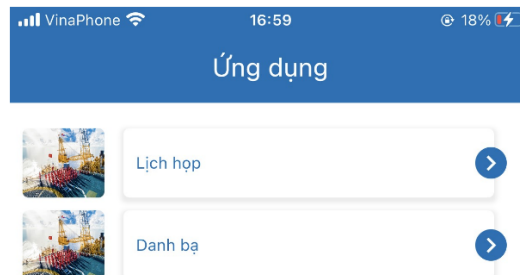 VinaPhone 16:59 18%
Ứng dụng
Lịch họp
Danh bạ